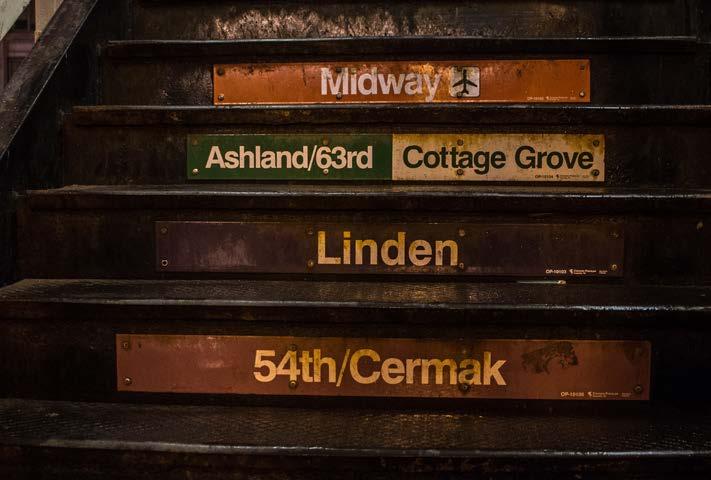 Midway
Ashland/63rd Cottage Grove
Linden
54th/Cermak